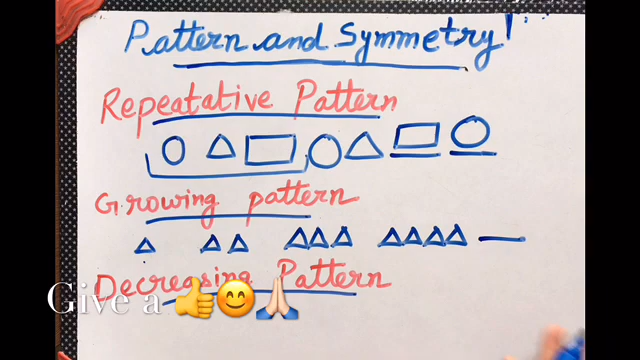 Pattern and Symmetry!
Repeatative Pattern
Growing pattern
Decreasing Pattern
Give a 👍😊🙏🏻